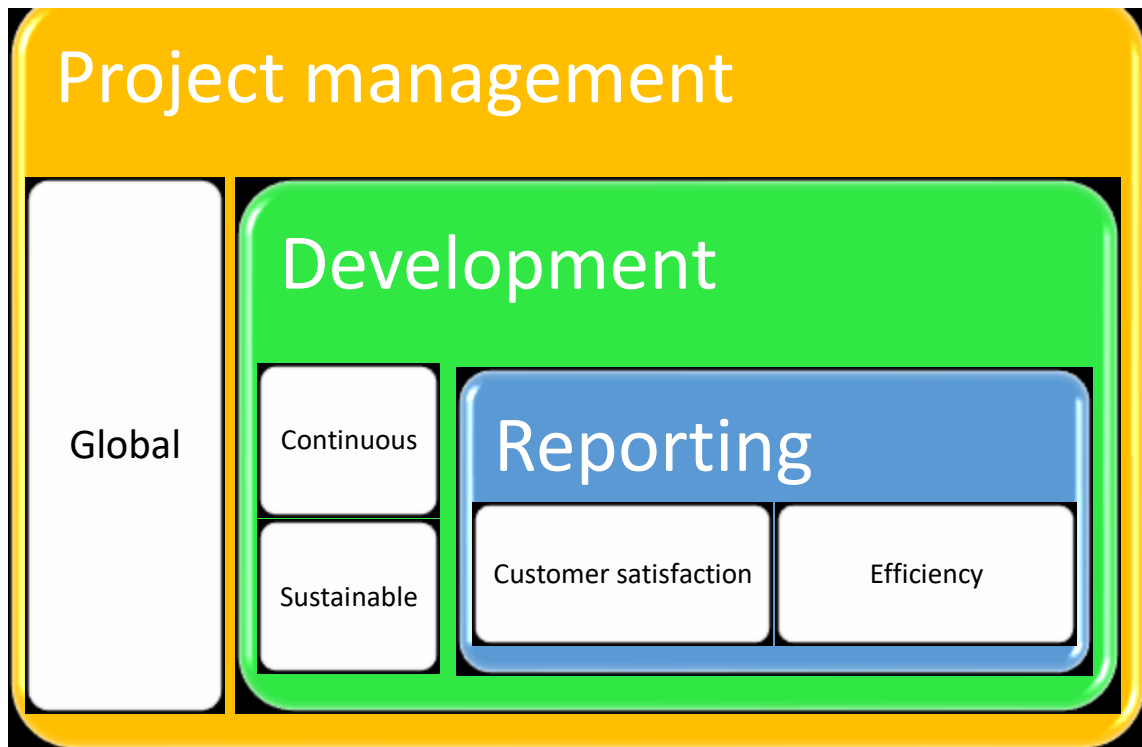 Project management
Development
Global
Continuous
Reporting
Customer satisfaction
Efficiency
Sustainable